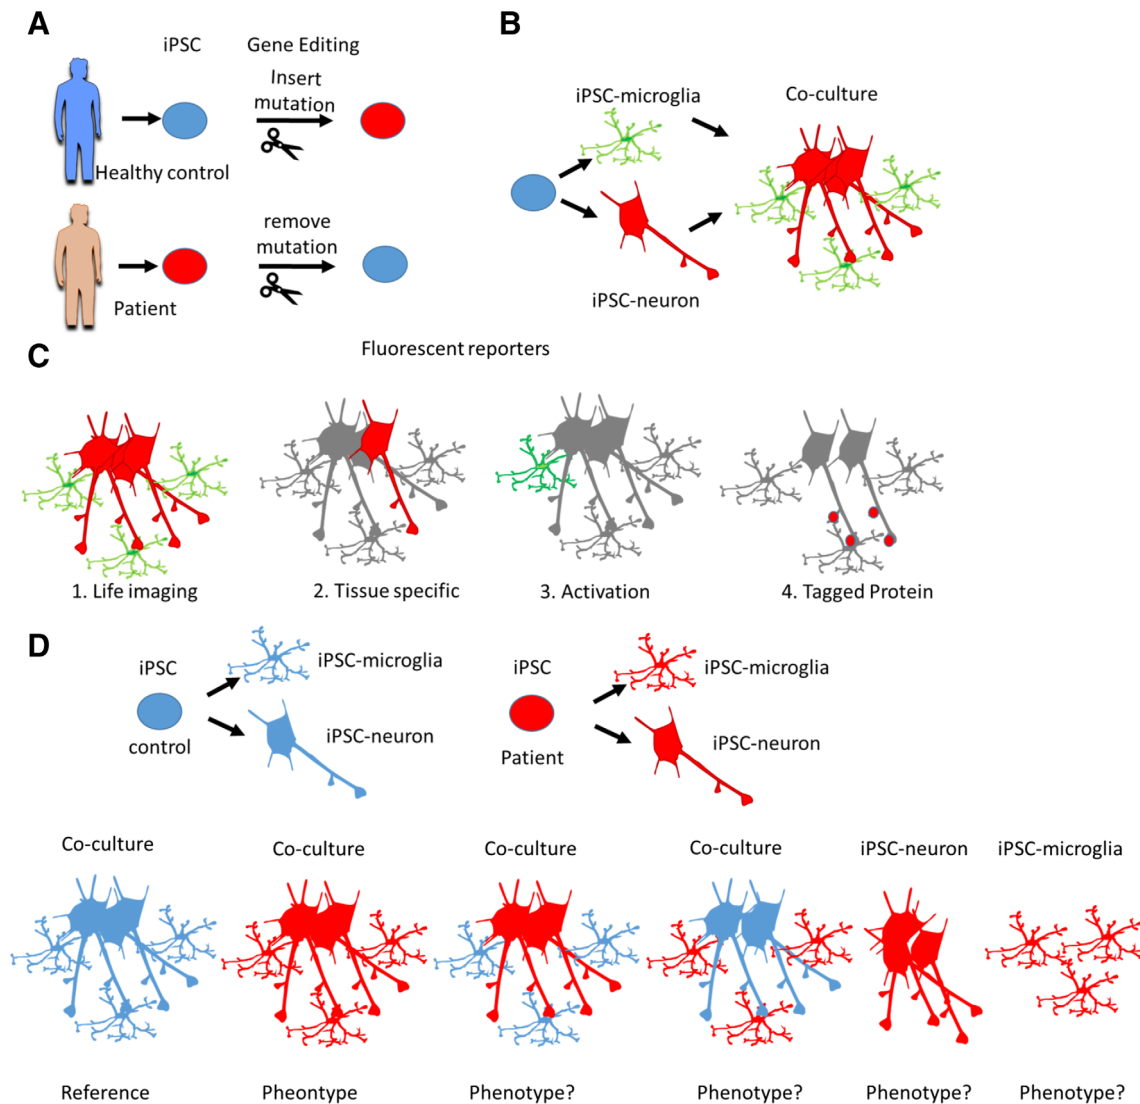 A
iPSC
Gene Editing
Insert
mutation
Healthy control
remove
mutation
Patient
B
iPSC-microglia
Co-culture
iPSC-neuron
C
Fluorescent reporters
1. Life imaging
2. Tissue specific
3. Activation
4. Tagged Protein
D
iPSC
iPSC-microglia
control
iPSC-neuron
iPSC
iPSC-microglia
Patient
iPSC-neuron
Co-culture
Co-culture
Co-culture
Co-culture
iPSC-neuron
iPSC-microglia
Reference
Pheontype
Phenotype?
Phenotype?
Phenotype?
Phenotype?